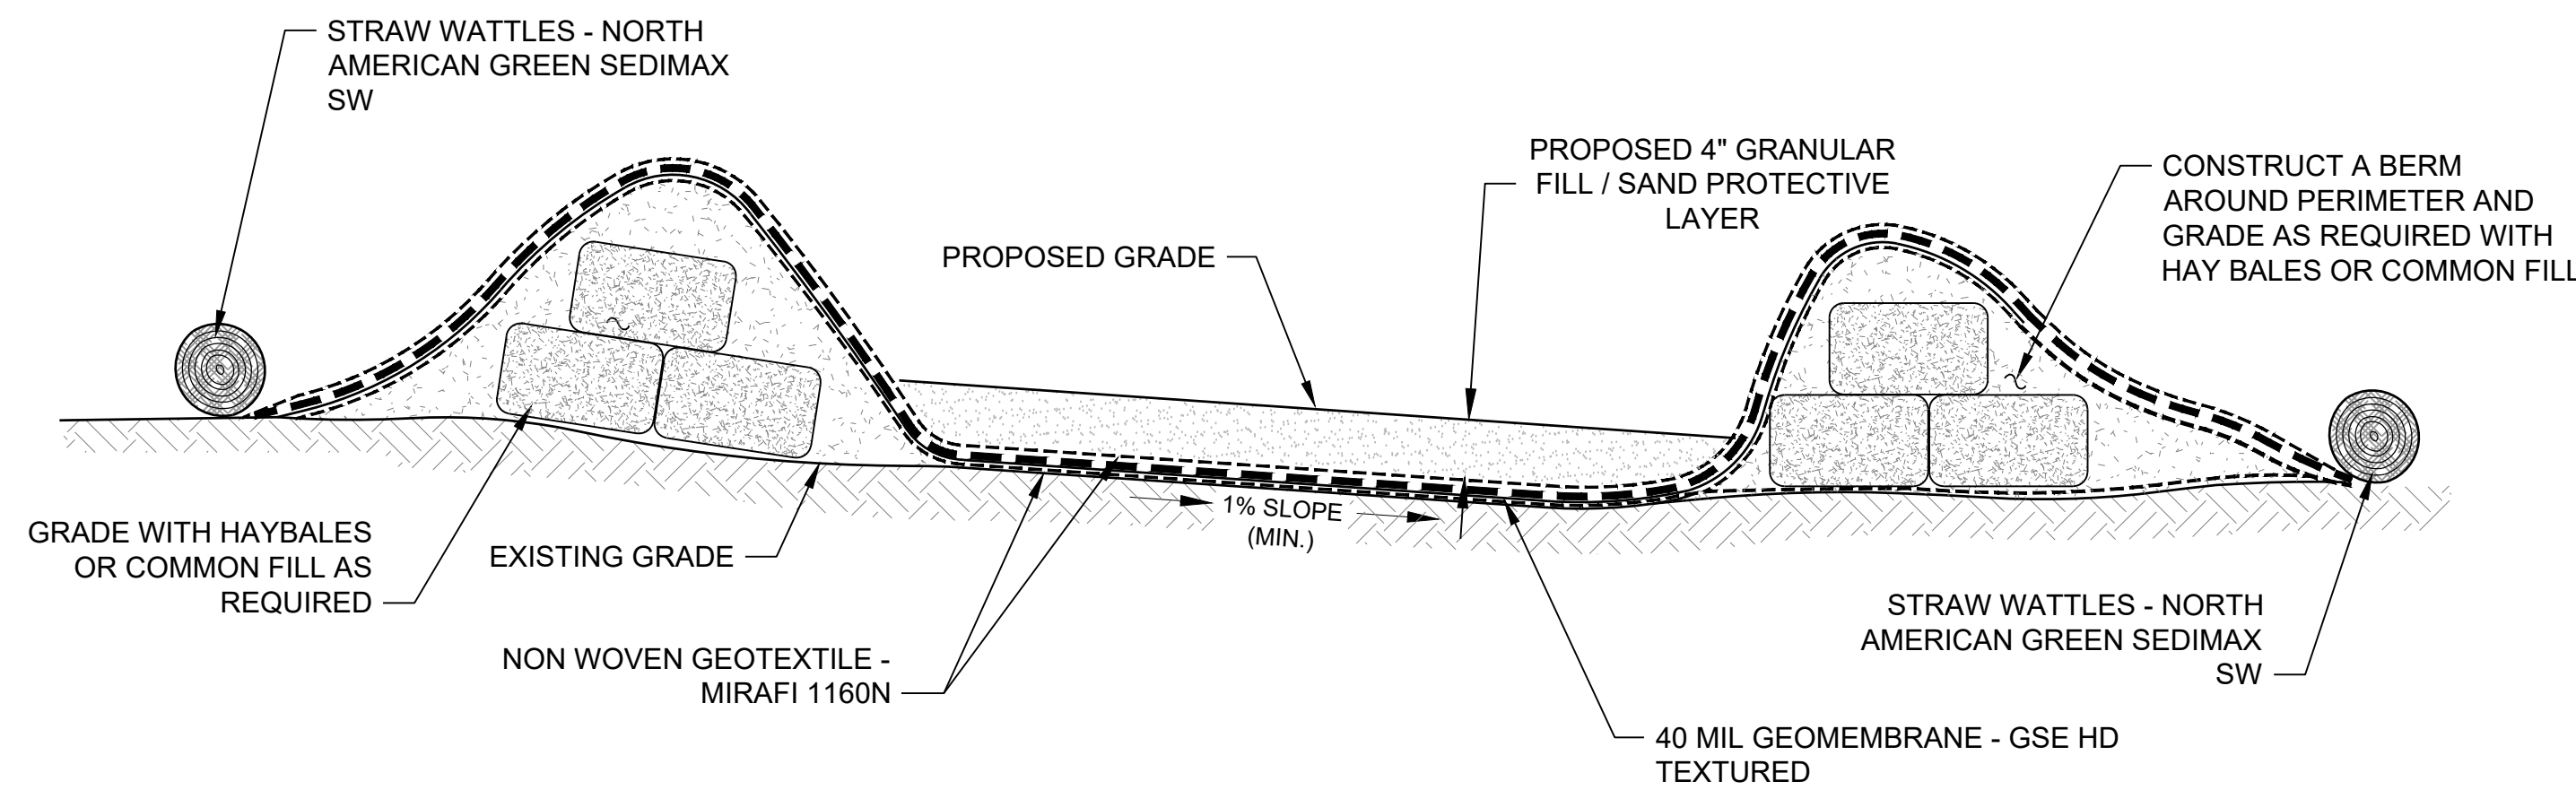 STRAW WATTLES - NORTH
AMERICAN GREEN SEDIMAX
SW
PROPOSED 4" GRANULAR
FILL / SAND PROTECTIVE
LAYER
CONSTRUCT A BERM
AROUND PERIMETER AND
GRADE AS REQUIRED WITH
HAY BALES OR COMMON FILL
PROPOSED GRADE
1% SLOPE
(MIN.)
GRADE WITH HAYBALES
OR COMMON FILL AS
REQUIRED
EXISTING GRADE
NON WOVEN GEOTEXTILE -
MIRAFI 1160N
STRAW WATTLES - NORTH
AMERICAN GREEN SEDIMAX
SW
40 MIL GEOMEMBRANE - GSE HD
TEXTURED